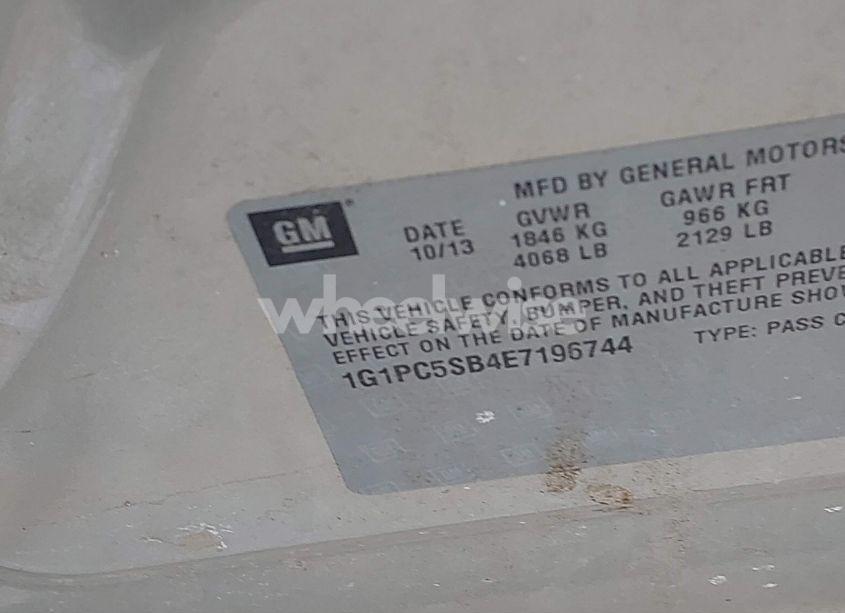 MFD BY GENERAL MOTORS
GM®
DATE GVWR GAWR FRT
10/13 1846 KG 966 KG
4068 LB 2129 LB
THIS VEHICLE CONFORMS TO ALL APPLICABLE
VEHICLE SAFETY, BUMPER, AND THEFT PREVE
EFFECT ON THE DATE OF MANUFACTURE SHO
1G1PC5SB4E7196744 TYPE: PASS C
wheelwise